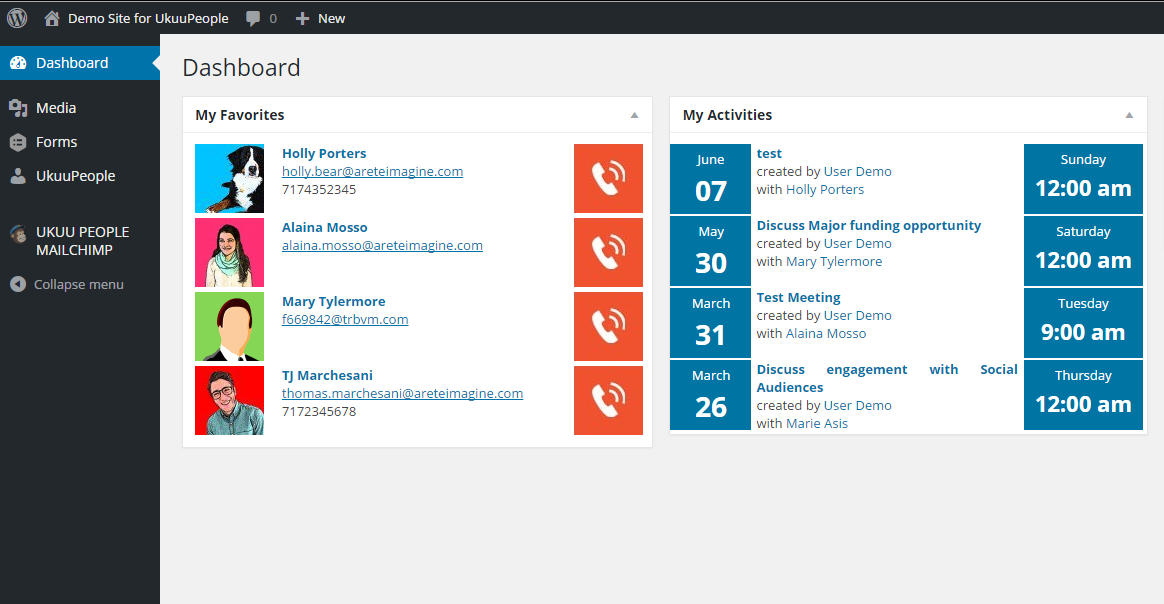 Demo Site for UkuuPeople 0 New
Dashboard
Media
Forms
UkuuPeople
UKUU PEOPLE
MAILCHIMP
Collapse menu
Dashboard
My Favorites
Holly Porters
holly.bear@areteimagine.com
7174352345
Alaina Mosso
alaina.mosso@areteimagine.com
Mary Tylermore
f669842@trbvm.com
TJ Marchesani
thomas.marchesani@areteimagine.com
7172345678
My Activities
June
07
test
created by User Demo
with Holly Porters
Sunday
12:00 am
May
30
Discuss Major funding opportunity
created by User Demo
with Mary Tylermore
Saturday
12:00 am
March
31
Test Meeting
created by User Demo
with Alaina Mosso
Tuesday
9:00 am
March
26
Discuss engagement with Social
Audiences
created by User Demo
with Marie Asis
Thursday
12:00 am